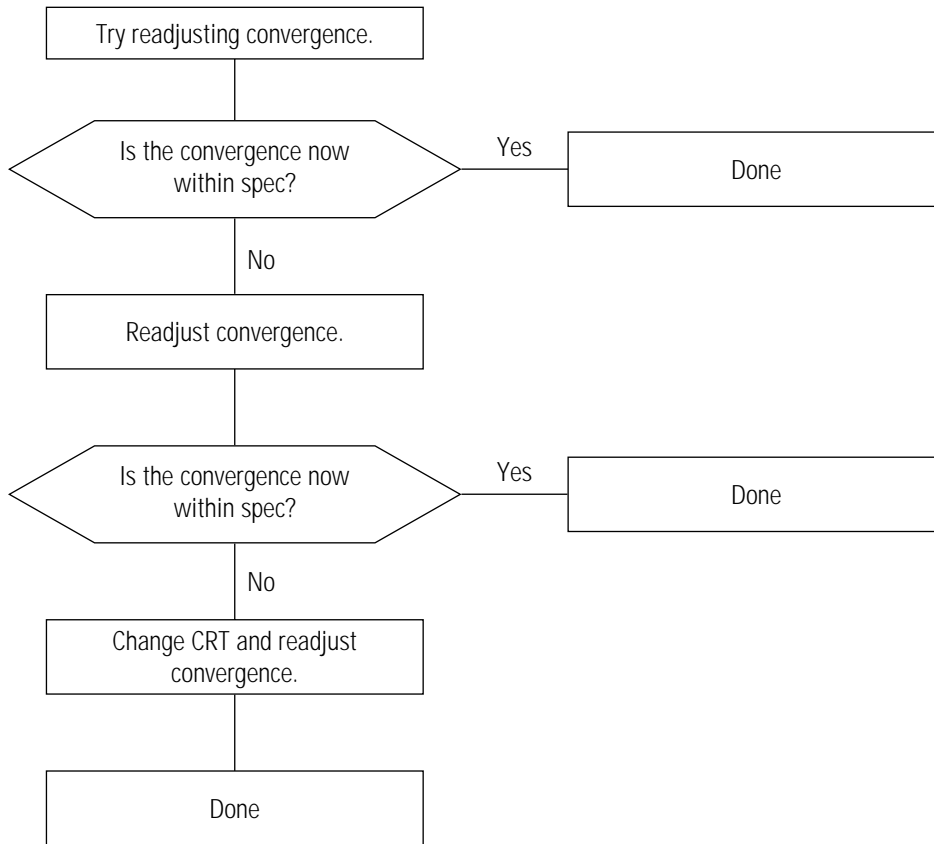 Try readjusting convergence.
Is the convergence now
within spec?
Yes
Done
No
Readjust convergence.
Is the convergence now
within spec?
Yes
Done
No
Change CRT and readjust
convergence.
Done